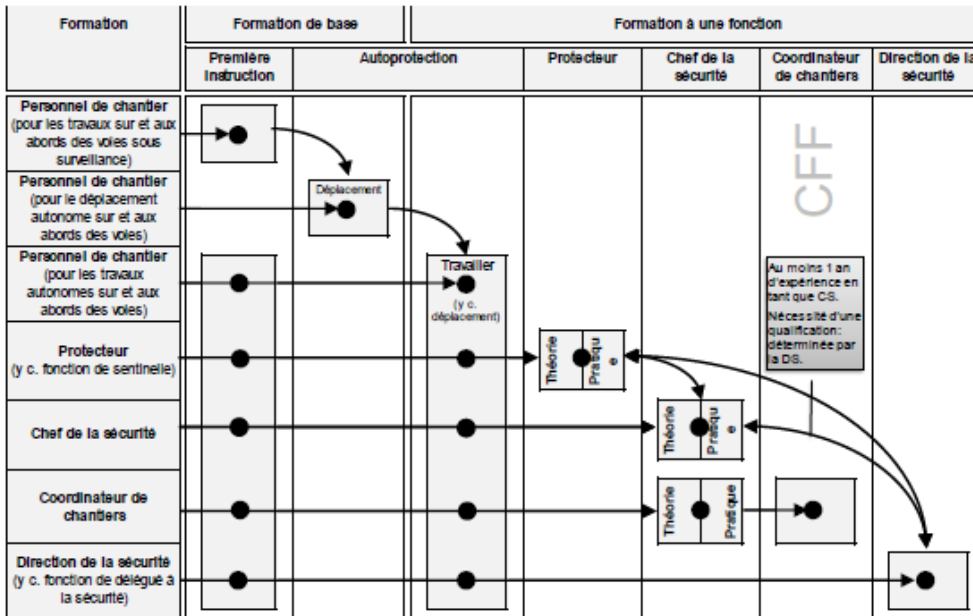 Formation
Formation de base
Formation à une fonction
Première
instruction
Autoprotection
Protecteur
Chef de la
sécurité
Coordinateur
de chantiers
Direction de la
sécurité
Personnel de chantier
(pour les travaux sur et aux
abords des voies sous
surveillance)
Personnel de chantier
(pour le déplacement
autonome sur et aux
abords des voies)
Déplacement
CFF
Personnel de chantier
(pour les travaux
autonomes sur et aux
abords des voies)
Travailler
(y c.
déplacement)
Au moins 1 an
d'expérience en
tant que CS.
Nécessité d'une
qualification:
déterminée par
la DS.
Protecteur
(y c. fonction de sentinelle)
Théorie
Pratiqu
e
Chef de la sécurité
Théorie
Pratiqu
e
Coordinateur de
chantiers
Théorie
Pratique
Direction de la sécurité
(y c. fonction de délégué à
la sécurité)